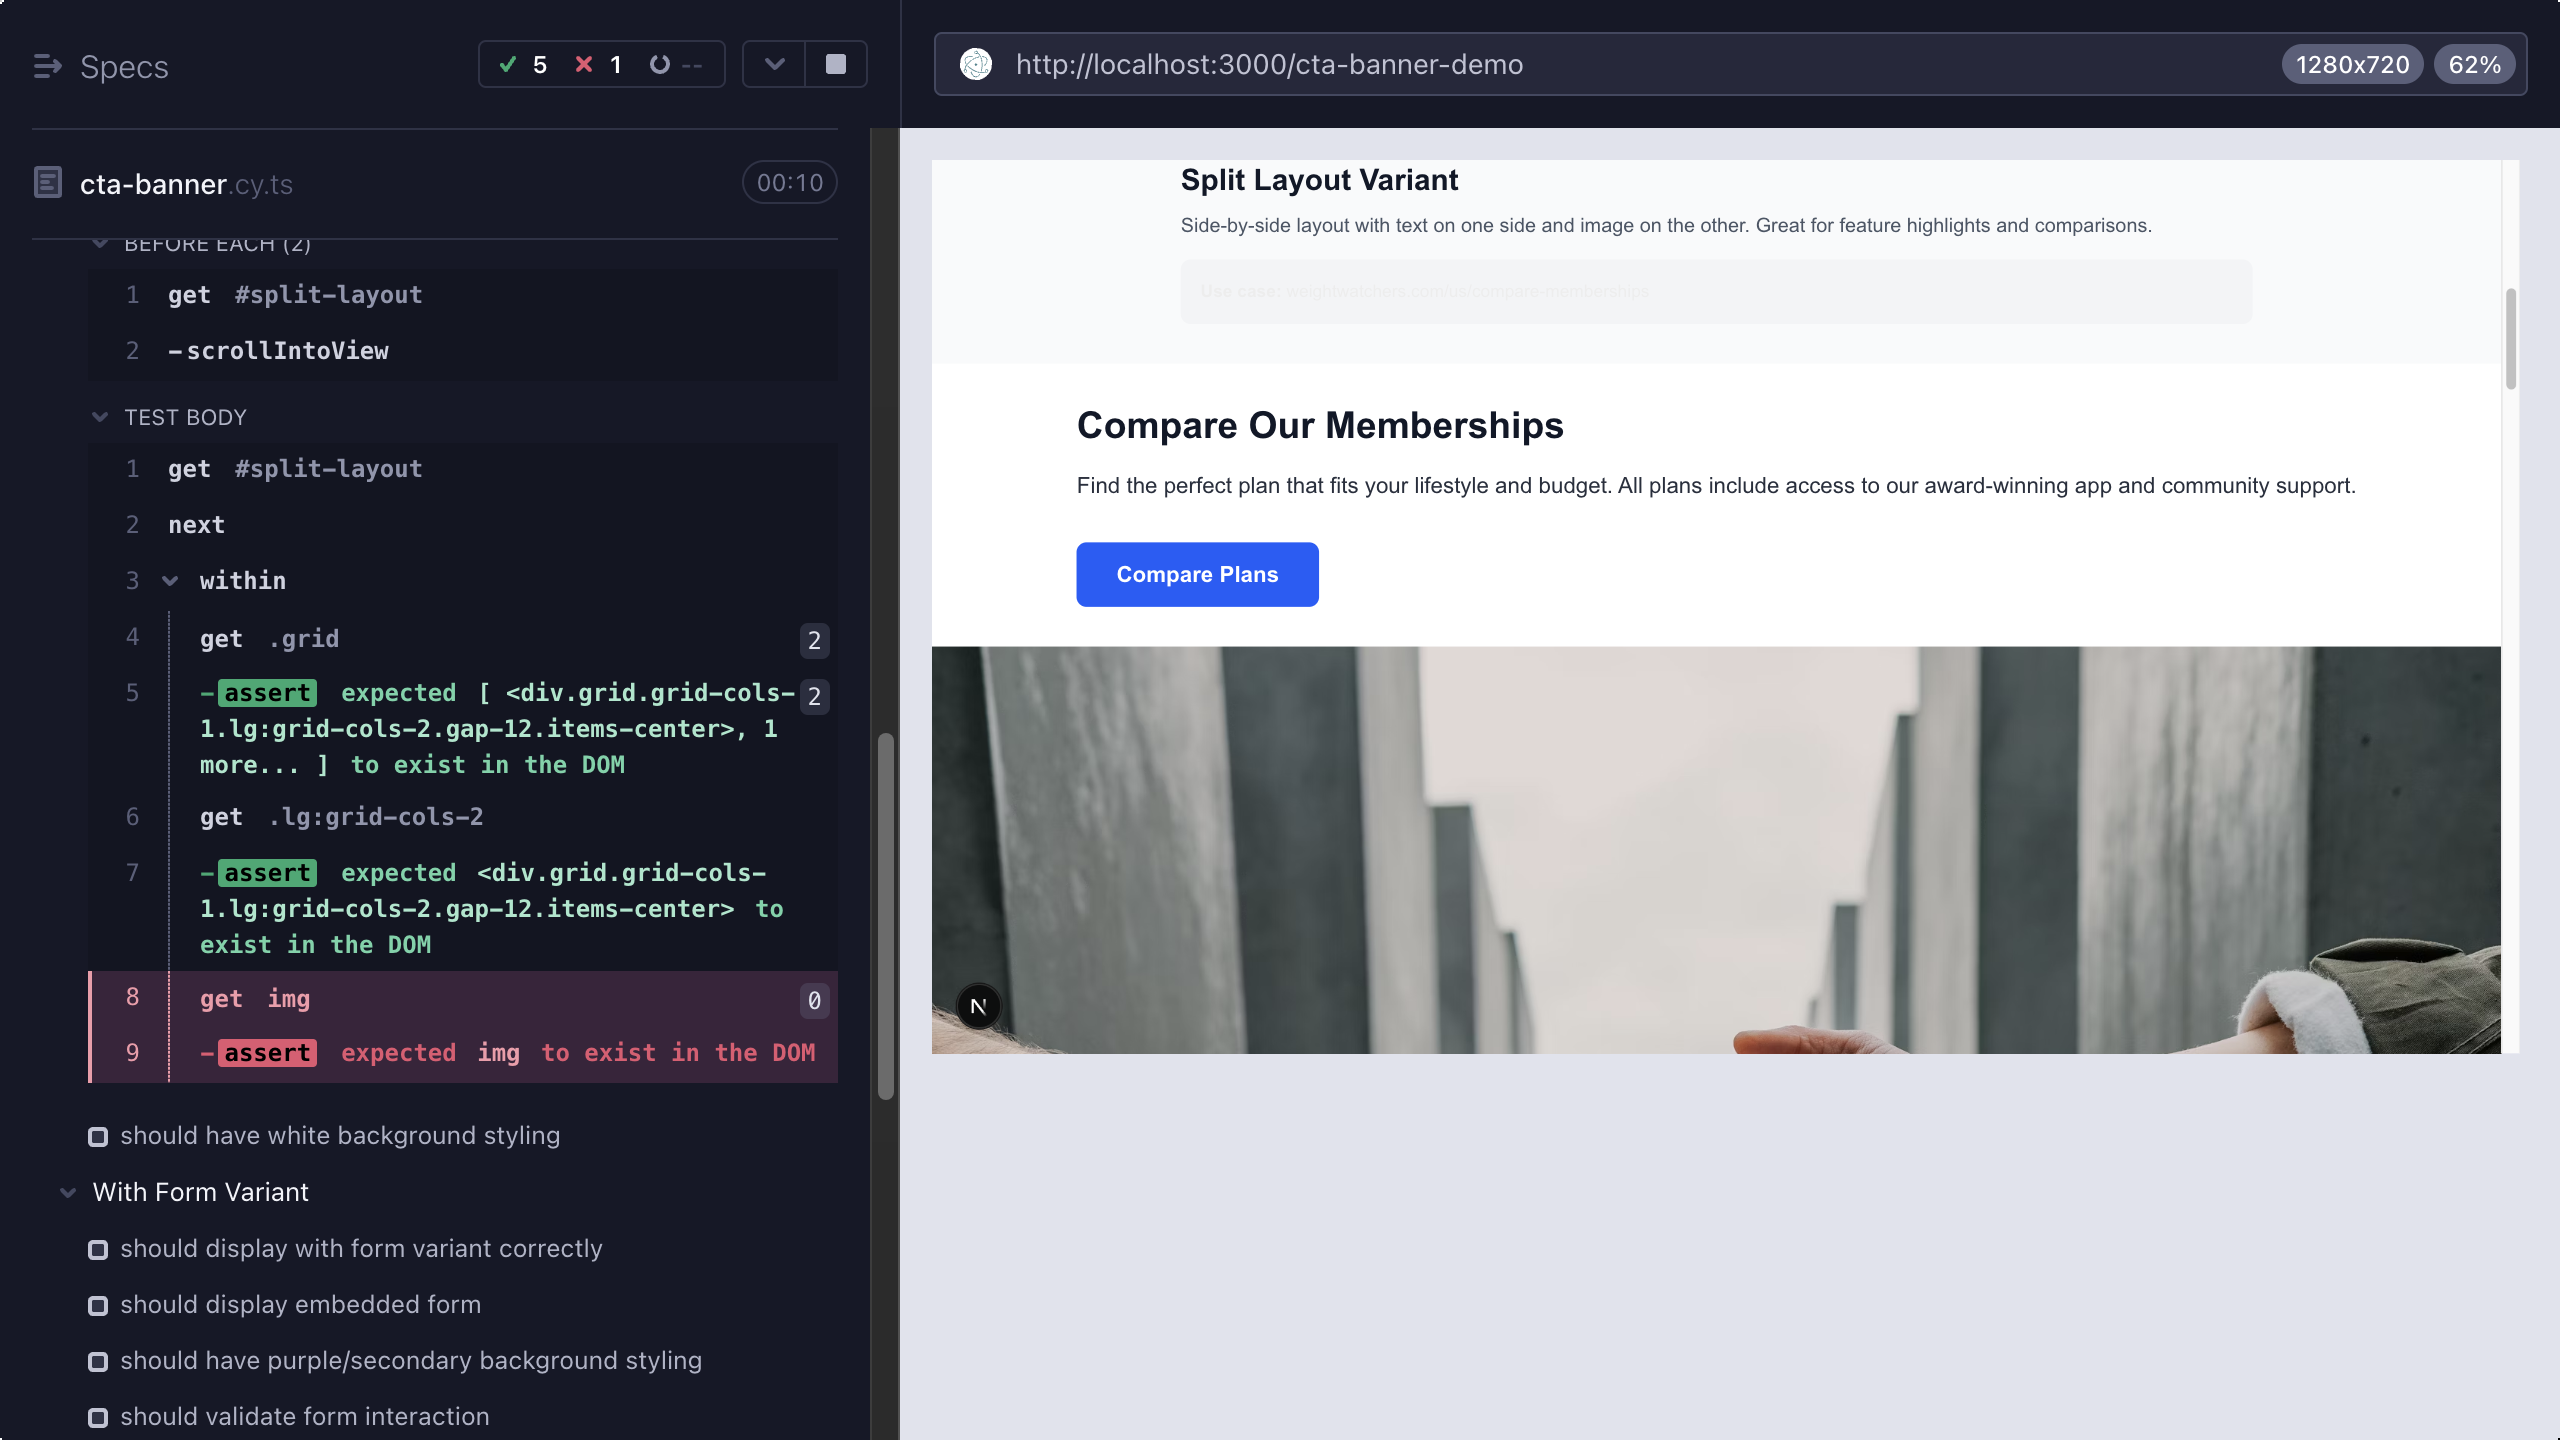 Specs
5 1 --
cta-banner.cy.ts
00:10
BEFORE EACH (2)
1 get #split-layout
2 -scrollIntoView
TEST BODY
1 get #split-layout
2 next
3 within
4 get .grid 2
5 -assert expected [ <div.grid.grid-cols- 2
1.lg:grid-cols-2.gap-12.items-center>, 1
more... ] to exist in the DOM
6 get .lg:grid-cols-2
7 -assert expected <div.grid.grid-cols-
1.lg:grid-cols-2.gap-12.items-center> to
exist in the DOM
8 get img 0
9 -assert expected img to exist in the DOM
should have white background styling
With Form Variant
should display with form variant correctly
should display embedded form
should have purple/secondary background styling
should validate form interaction
http://localhost:3000/cta-banner-demo
1280x720 62%
Split Layout Variant
Side-by-side layout with text on one side and image on the other. Great for feature highlights and comparisons.
Use case: weightwatchers.com/us/compare-memberships
Compare Our Memberships
Find the perfect plan that fits your lifestyle and budget. All plans include access to our award-winning app and community support.
Compare Plans
N